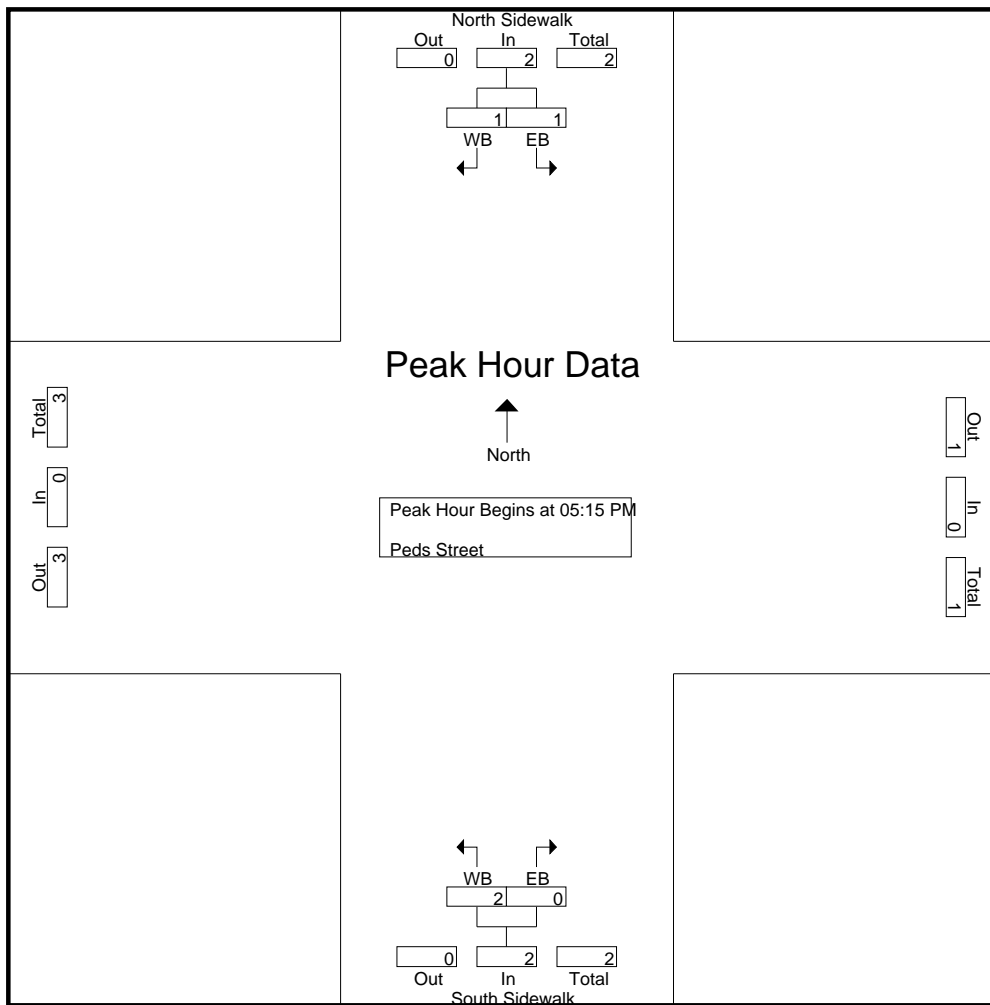 North Sidewalk
Out In Total
0 2 2
1 1
WB EB
Peak Hour Data
North
Peak Hour Begins at 05:15 PM
Peds Street
Total 3
In 0
Out 3
Out 1
In 0
Total 1
WB EB
2 0
0 2 2
Out In Total
South Sidewalk